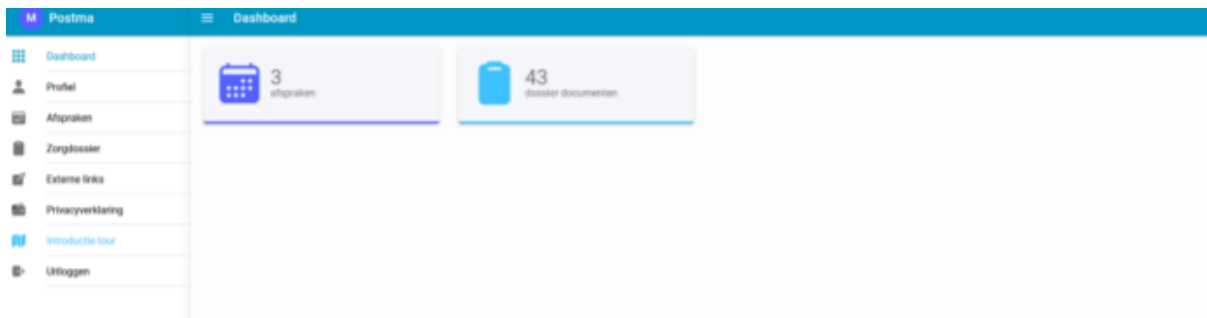 M Postma
Dashboard
Dashboard
Profiel
Afspraken
Zorgdossier
Externe links
Privacyverklaring
Introductie tour
Uitloggen
3
afspraken
43
dossier documenten